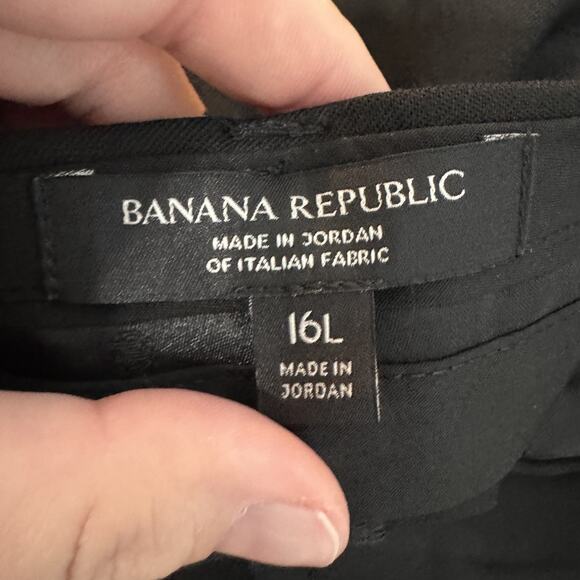 BANANA REPUBLIC
MADE IN JORDAN
OF ITALIAN FABRIC
16L
MADE IN
JORDAN